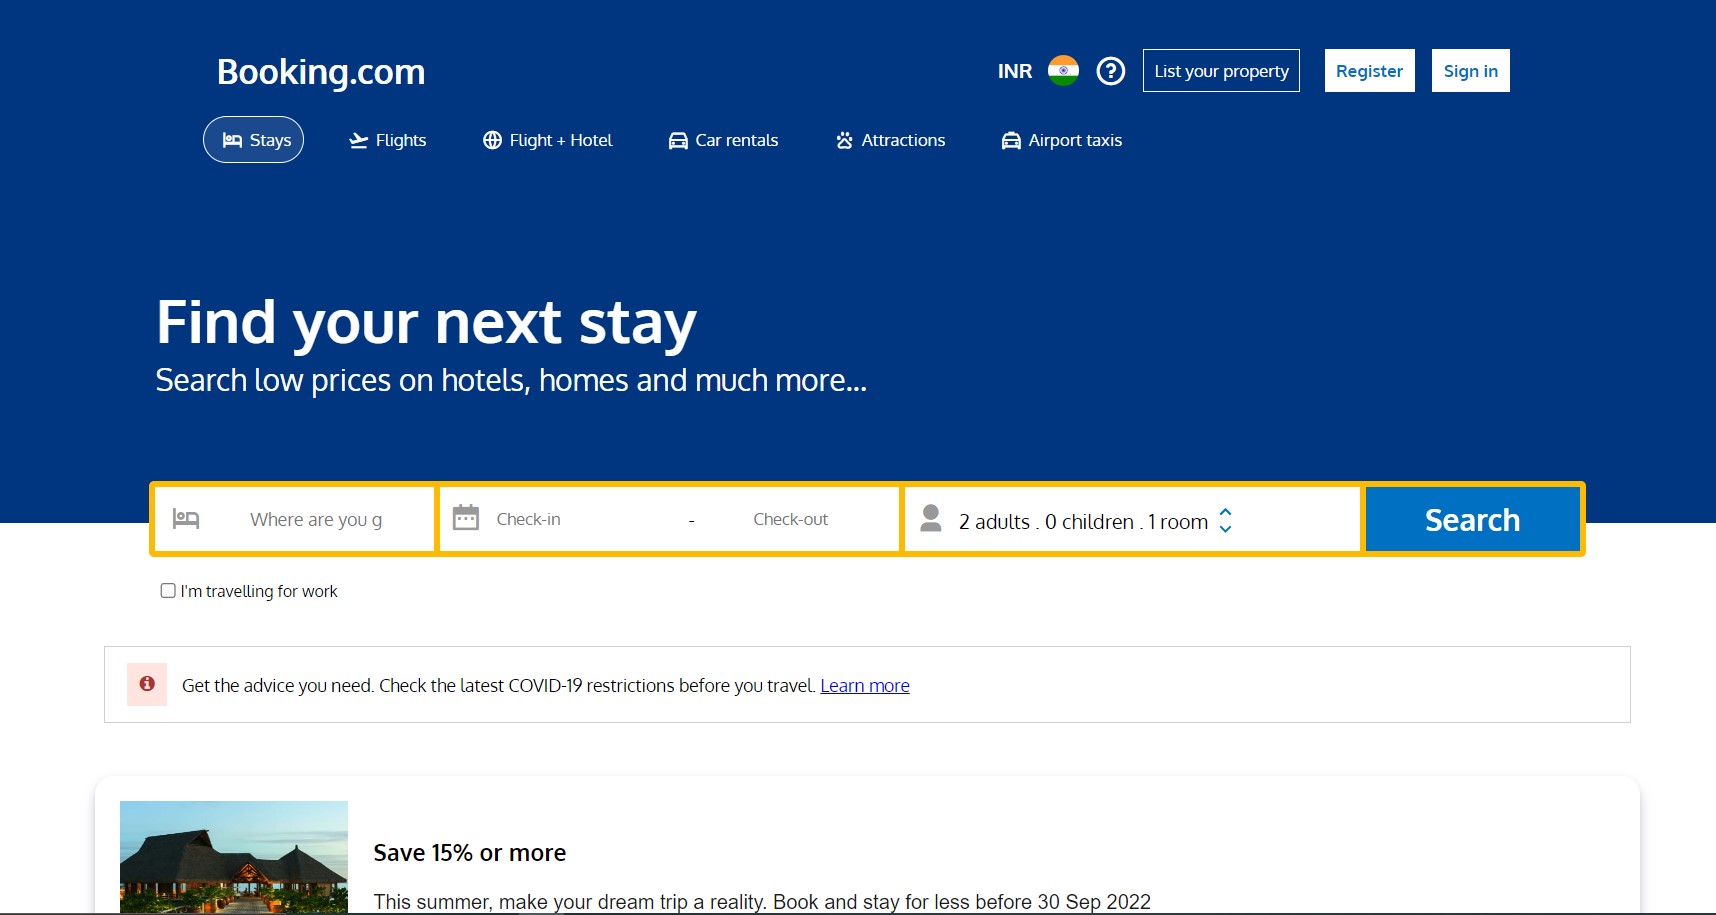 Booking.com
INR
List your property
Register
Sign in
Stays
Flights
Flight + Hotel
Car rentals
Attractions
Airport taxis
Find your next stay
Search low prices on hotels, homes and much more...
Where are you g
Check-in - Check-out
2 adults . 0 children . 1 room
Search
I'm travelling for work
Get the advice you need. Check the latest COVID-19 restrictions before you travel. Learn more
Save 15% or more
This summer, make your dream trip a reality. Book and stay for less before 30 Sep 2022